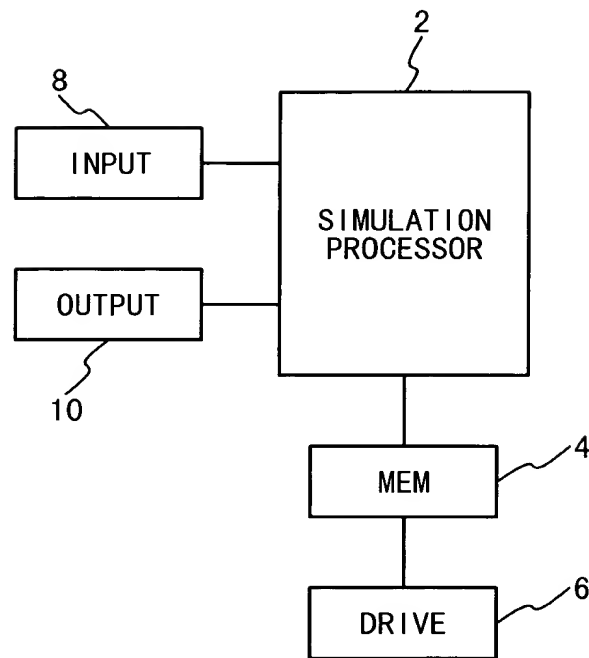 2
8
INPUT
SIMULATION
PROCESSOR
OUTPUT
10
4
MEM
6
DRIVE